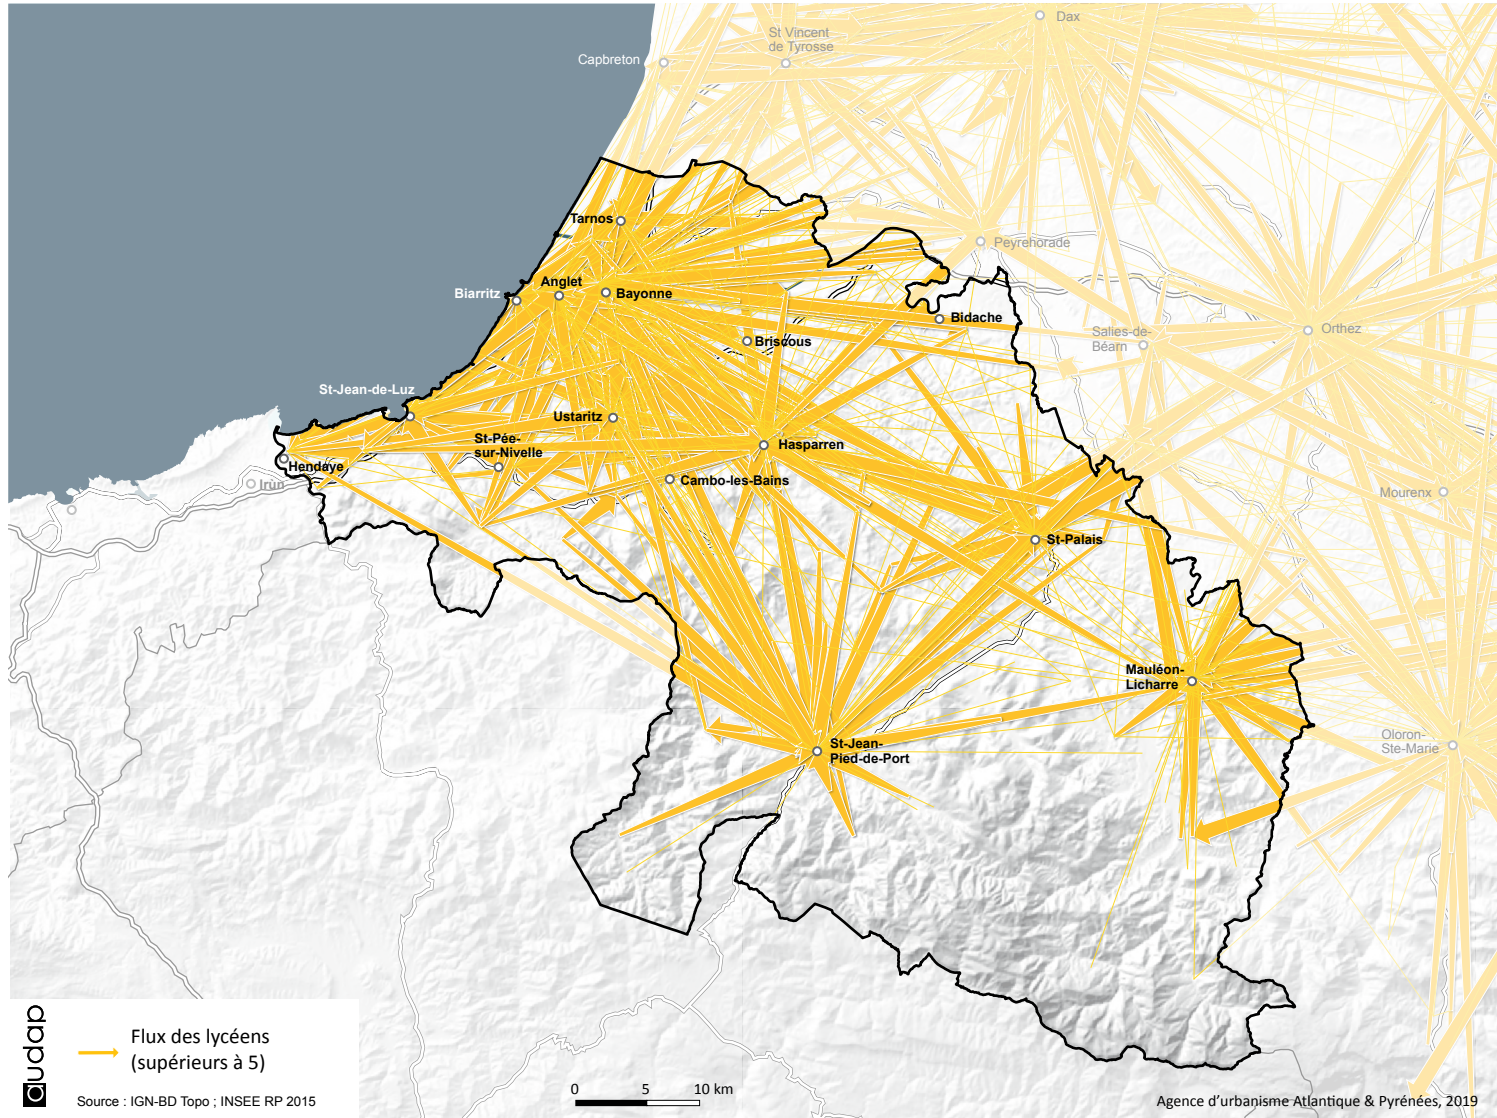 Dax
St Vincent
de Tyrosse
Capbreton
Tarnos
Peyrehorade
Anglet
Biarritz
Bayonne
Bidache
Orthez
Salies-de-
Béarn
Briscous
St-Jean-de-Luz
Ustaritz
St-Pée-
sur-Nivelle
Hasparren
Hendaye
Irun
Cambo-les-Bains
Mourenx
St-Palais
Mauléon-
Licharre
St-Jean-
Pied-de-Port
Oloron-
Ste-Marie
audap
Flux des lycéens
(supérieurs à 5)
Source : IGN-BD Topo ; INSEE RP 2015
0 5 10 km
Agence d'urbanisme Atlantique & Pyrénées, 2019